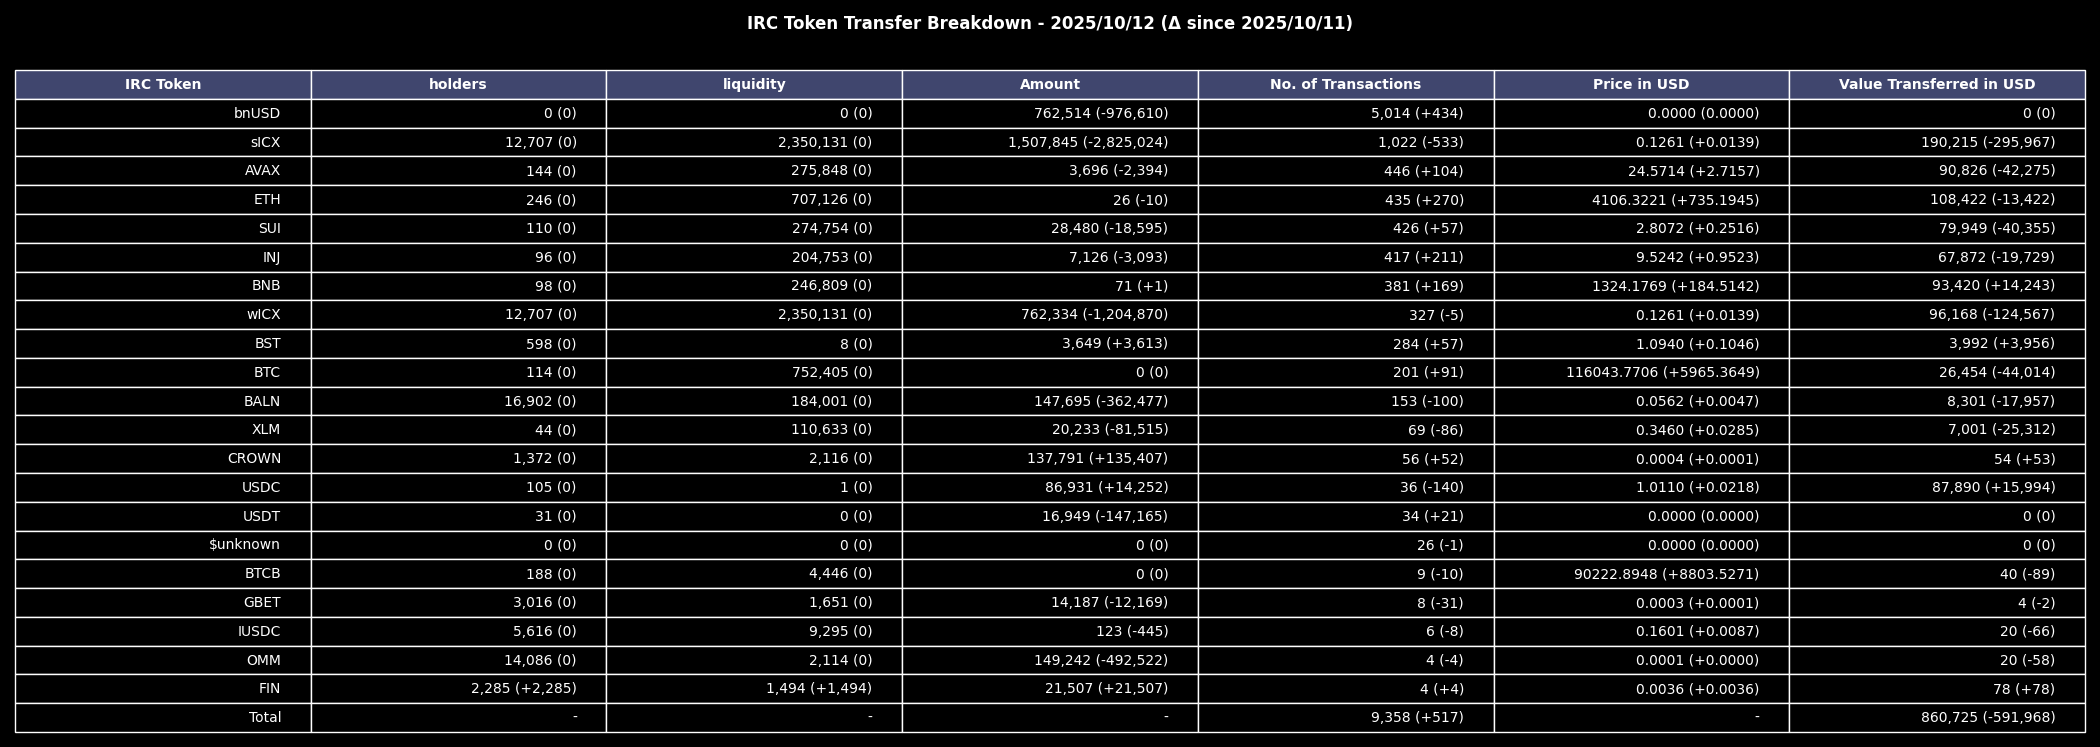 IRC Token Transfer Breakdown - 2025/10/12 (Δ since 2025/10/11)
IRC Token holders liquidity Amount No. of Transactions Price in USD Value Transferred in USD
bnUSD 0 (0) 0 (0) 762,514 (-976,610) 5,014 (+434) 0.0000 (0.0000) 0 (0)
sICX 12,707 (0) 2,350,131 (0) 1,507,845 (-2,825,024) 1,022 (-533) 0.1261 (+0.0139) 190,215 (-295,967)
AVAX 144 (0) 275,848 (0) 3,696 (-2,394) 446 (+104) 24.5714 (+2.7157) 90,826 (-42,275)
ETH 246 (0) 707,126 (0) 26 (-10) 435 (+270) 4106.3221 (+735.1945) 108,422 (-13,422)
SUI 110 (0) 274,754 (0) 28,480 (-18,595) 426 (+57) 2.8072 (+0.2516) 79,949 (-40,355)
INJ 96 (0) 204,753 (0) 7,126 (-3,093) 417 (+211) 9.5242 (+0.9523) 67,872 (-19,729)
BNB 98 (0) 246,809 (0) 71 (+1) 381 (+169) 1324.1769 (+184.5142) 93,420 (+14,243)
wICX 12,707 (0) 2,350,131 (0) 762,334 (-1,204,870) 327 (-5) 0.1261 (+0.0139) 96,168 (-124,567)
BST 598 (0) 8 (0) 3,649 (+3,613) 284 (+57) 1.0940 (+0.1046) 3,992 (+3,956)
BTC 114 (0) 752,405 (0) 0 (0) 201 (+91) 116043.7706 (+5965.3649) 26,454 (-44,014)
BALN 16,902 (0) 184,001 (0) 147,695 (-362,477) 153 (-100) 0.0562 (+0.0047) 8,301 (-17,957)
XLM 44 (0) 110,633 (0) 20,233 (-81,515) 69 (-86) 0.3460 (+0.0285) 7,001 (-25,312)
CROWN 1,372 (0) 2,116 (0) 137,791 (+135,407) 56 (+52) 0.0004 (+0.0001) 54 (+53)
USDC 105 (0) 1 (0) 86,931 (+14,252) 36 (-140) 1.0110 (+0.0218) 87,890 (+15,994)
USDT 31 (0) 0 (0) 16,949 (-147,165) 34 (+21) 0.0000 (0.0000) 0 (0)
$unknown 0 (0) 0 (0) 0 (0) 26 (-1) 0.0000 (0.0000) 0 (0)
BTCB 188 (0) 4,446 (0) 0 (0) 9 (-10) 90222.8948 (+8803.5271) 40 (-89)
GBET 3,016 (0) 1,651 (0) 14,187 (-12,169) 8 (-31) 0.0003 (+0.0001) 4 (-2)
IUSDC 5,616 (0) 9,295 (0) 123 (-445) 6 (-8) 0.1601 (+0.0087) 20 (-66)
OMM 14,086 (0) 2,114 (0) 149,242 (-492,522) 4 (-4) 0.0001 (+0.0000) 20 (-58)
FIN 2,285 (+2,285) 1,494 (+1,494) 21,507 (+21,507) 4 (+4) 0.0036 (+0.0036) 78 (+78)
Total - - - 9,358 (+517) - 860,725 (-591,968)